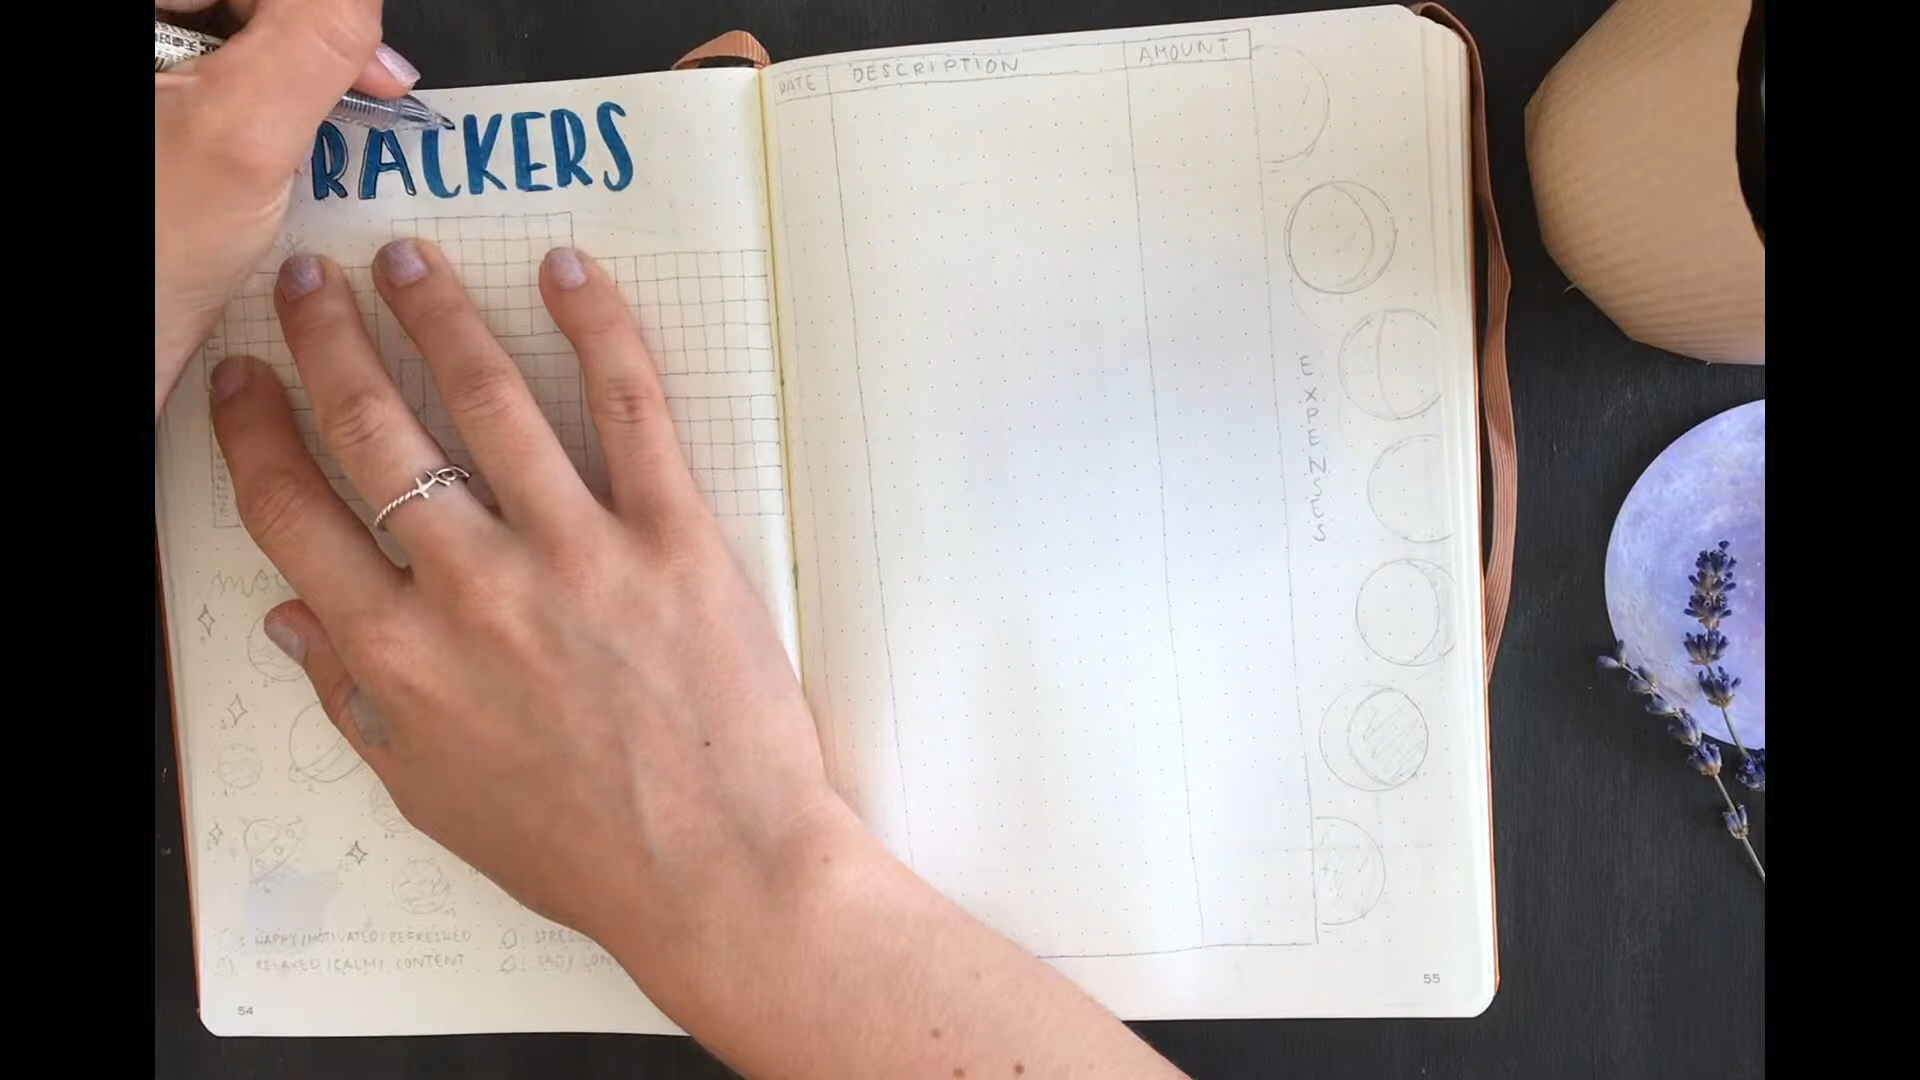 RACKERS
DATE DESCRIPTION AMOUNT
EXPENSES
HAPPY/MOTIVATED/REFRESHED
RELAXED/CALM/CONTENT
54
55